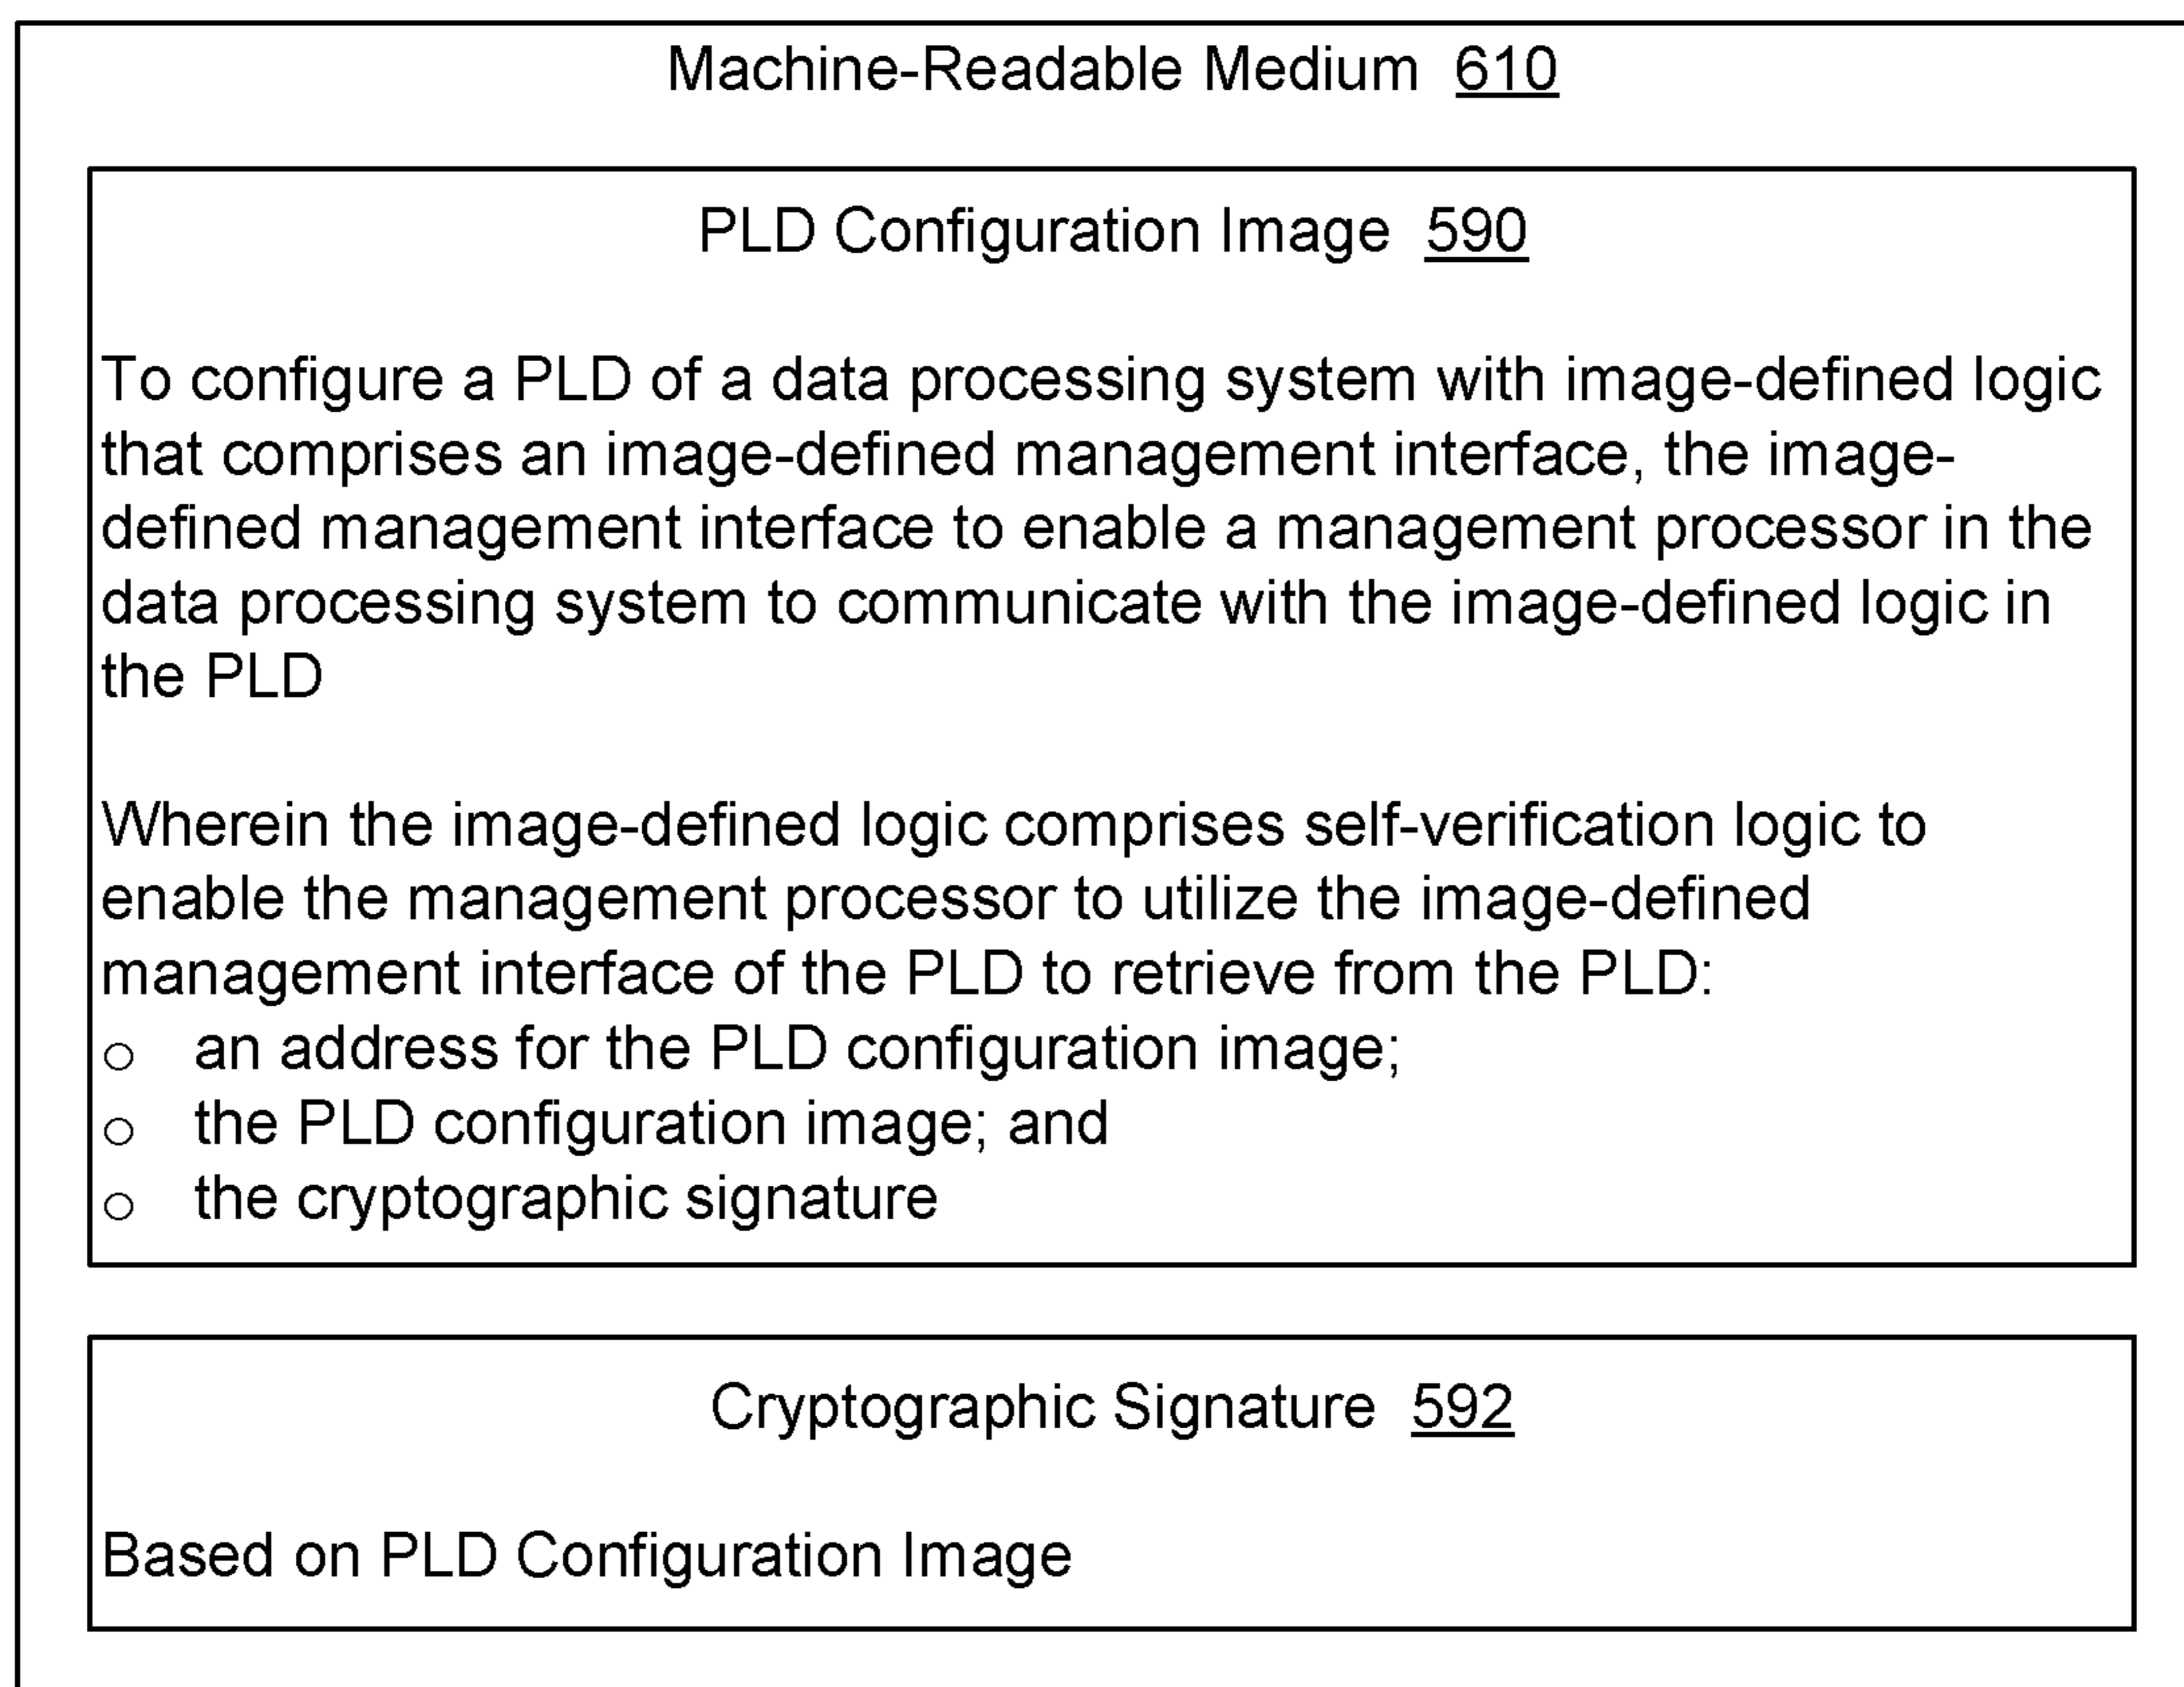 Machine-Readable Medium 610
PLD Configuration Image 590
To configure a PLD of a data processing system with image-defined logic
that comprises an image-defined management interface, the image-
defined management interface to enable a management processor in the
data processing system to communicate with the image-defined logic in
the PLD
Wherein the image-defined logic comprises self-verification logic to
enable the management processor to utilize the image-defined
management interface of the PLD to retrieve from the PLD:
○ an address for the PLD configuration image;
○ the PLD configuration image; and
○ the cryptographic signature
Cryptographic Signature 592
Based on PLD Configuration Image